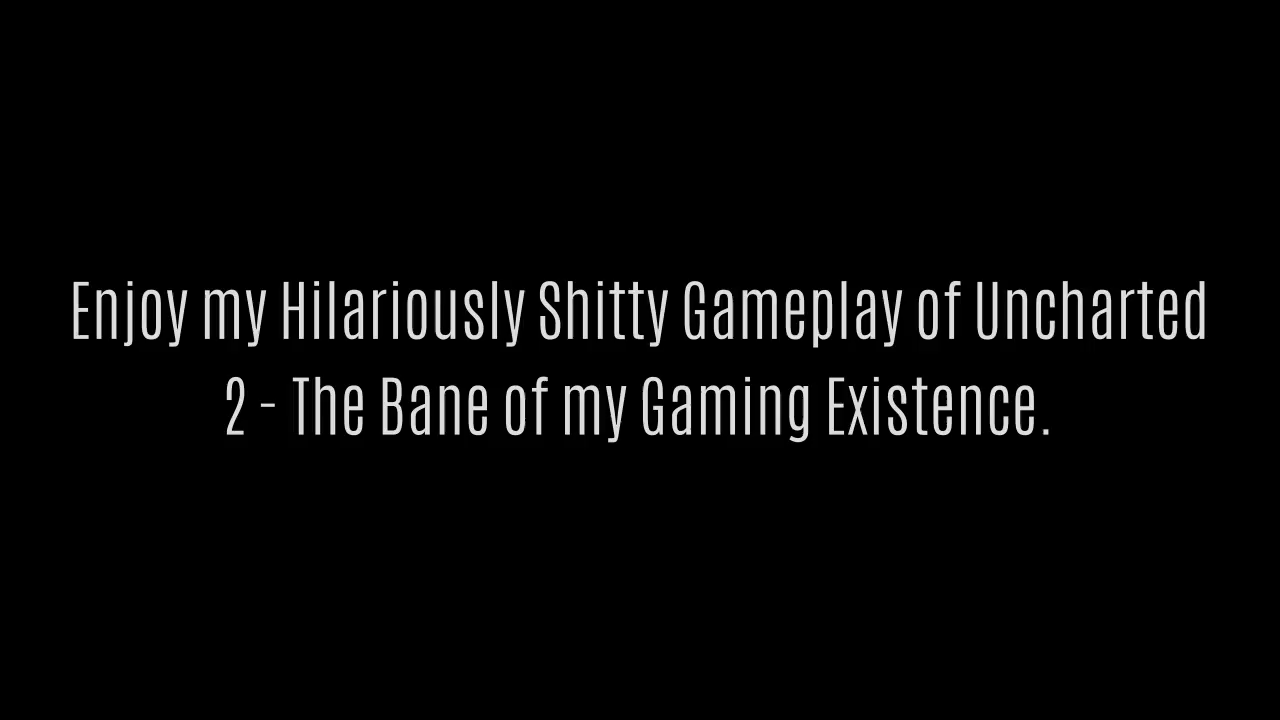 Enjoy my Hilariously Shitty Gameplay of Uncharted
2 - The Bane of my Gaming Existence.